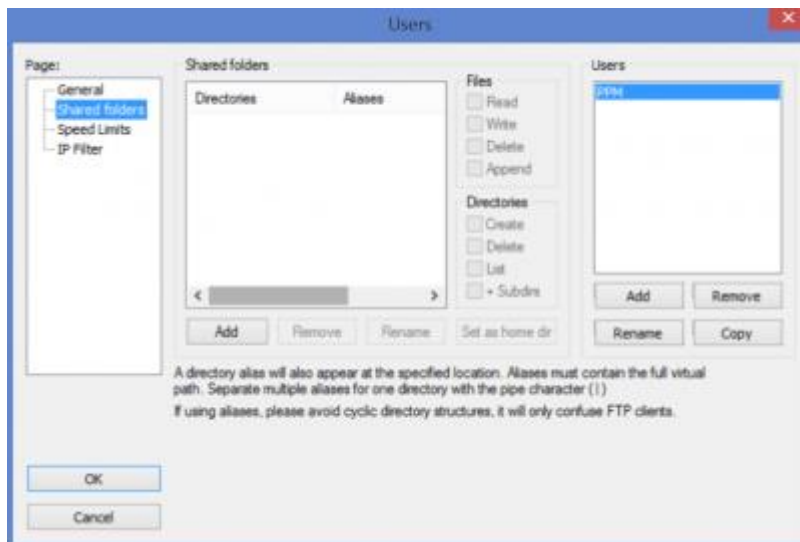 Users
Page:
General
Shared folders
Speed Limits
IP Filter
Shared folders
Directories Aliases
Files
Read
Write
Delete
Append
Directories
Create
Delete
List
+ Subdirs
Add Remove Rename Set as home dir
Users
PPM
Add Remove
Rename Copy
A directory alias will also appear at the specified location. Aliases must contain the full virtual
path. Separate multiple aliases for one directory with the pipe character (|)
If using aliases, please avoid cyclic directory structures, it will only confuse FTP clients.
OK
Cancel